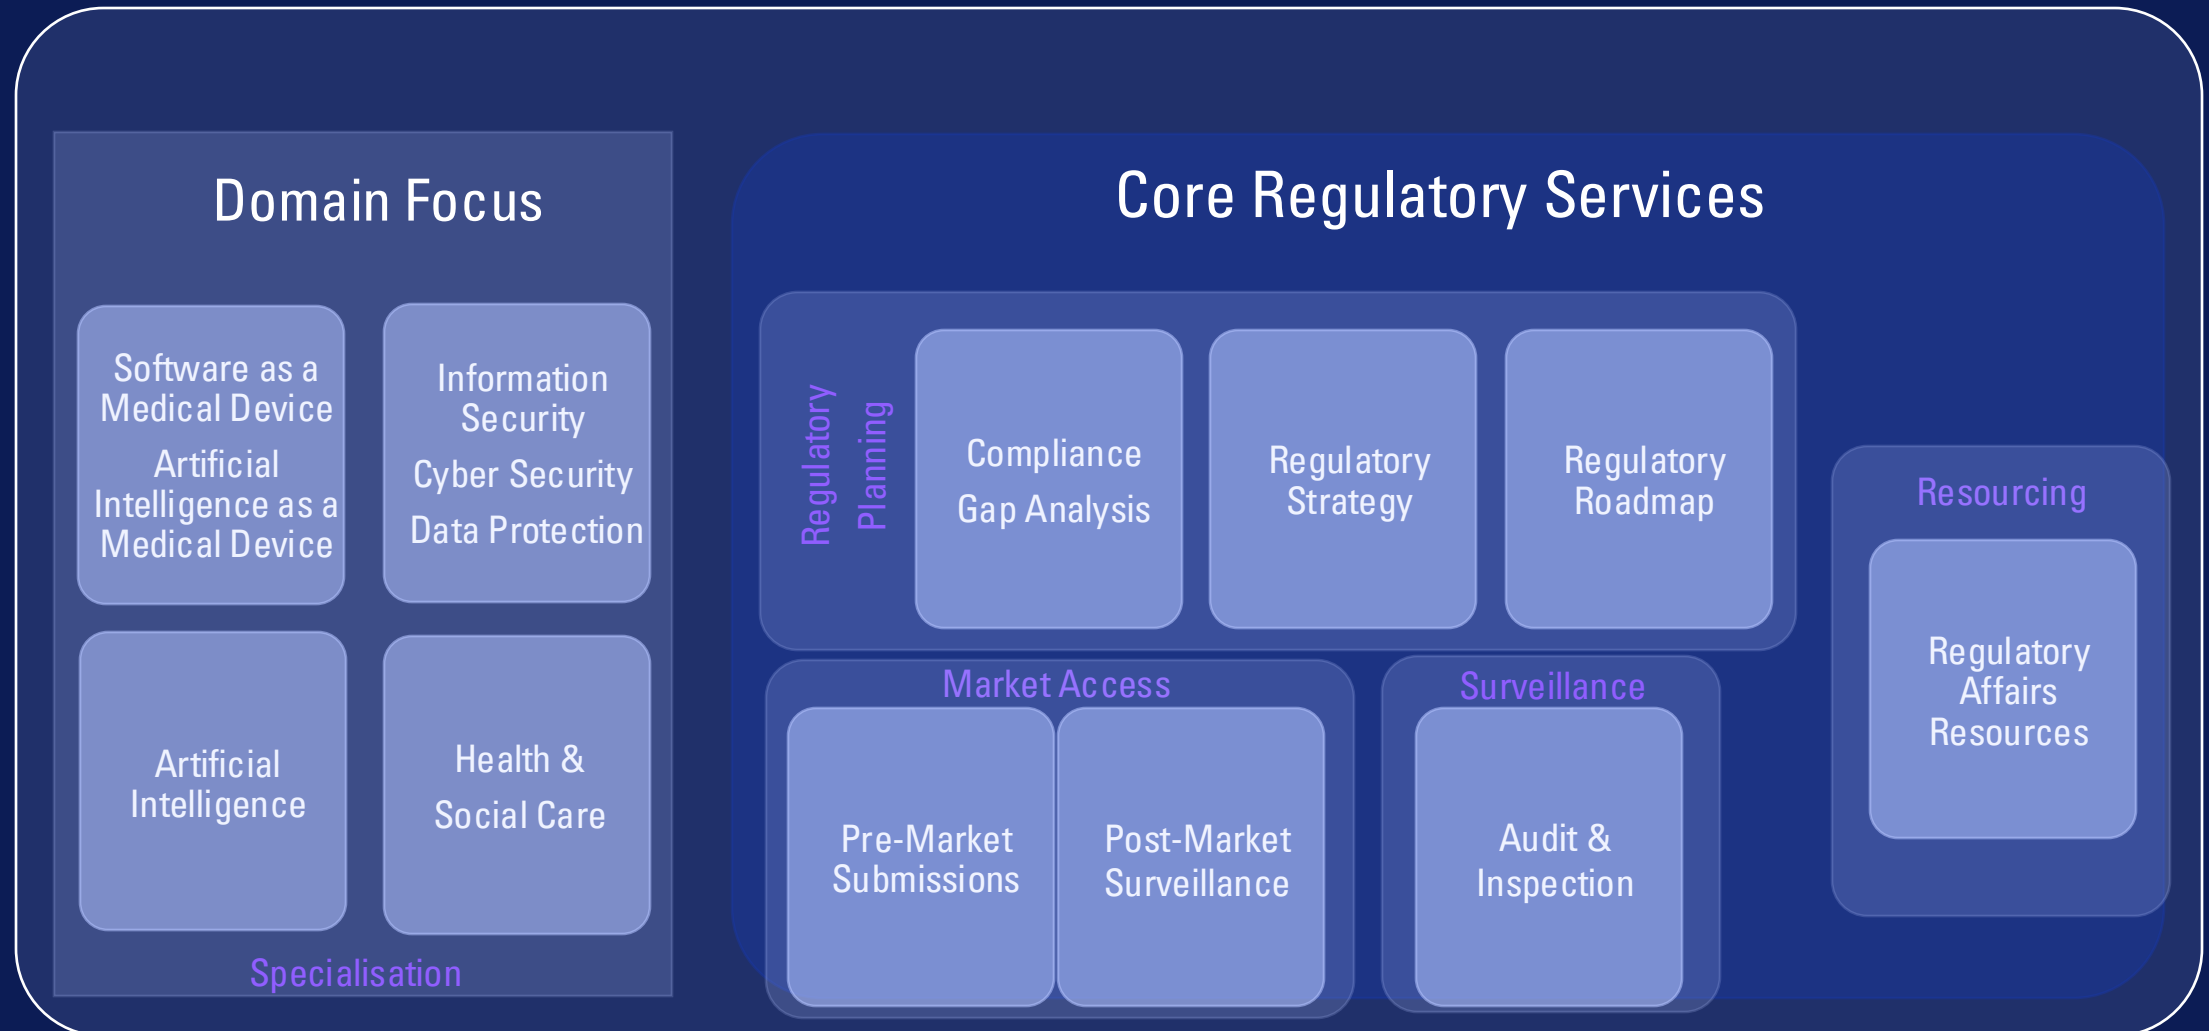 Domain Focus
Software as a
Medical Device
Artificial
Intelligence as a
Medical Device
Information
Security
Cyber Security
Data Protection
Artificial
Intelligence
Health &
Social Care
Specialisation
Core Regulatory Services
Regulatory
Planning
Compliance
Gap Analysis
Regulatory
Strategy
Regulatory
Roadmap
Market Access
Pre-Market
Submissions
Post-Market
Surveillance
Surveillance
Audit &
Inspection
Resourcing
Regulatory
Affairs
Resources